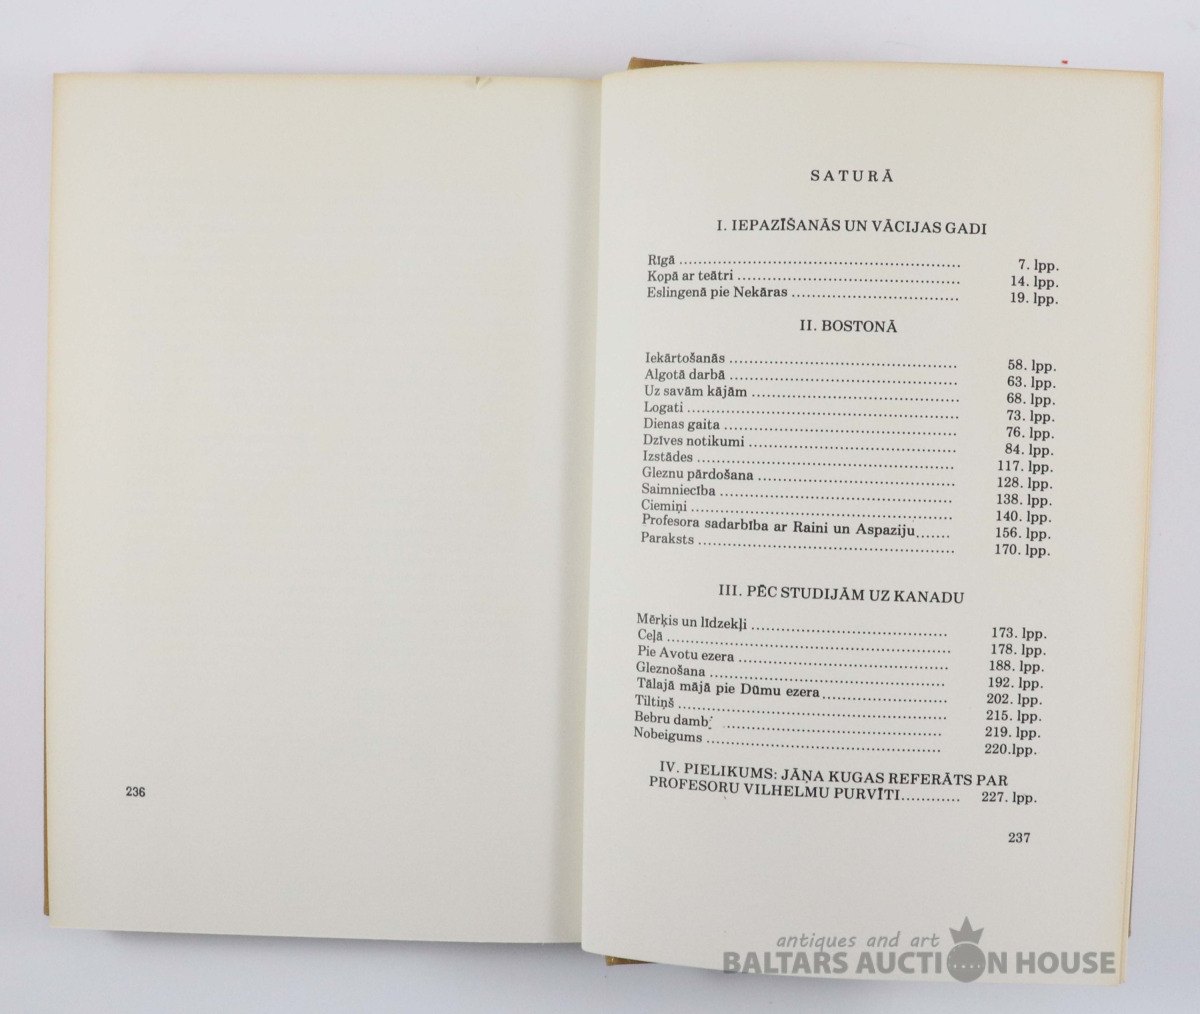 236
SATURĀ
I. IEPAZĪŠANĀS UN VĀCIJAS GADI
Rīgā ........ 7. lpp.
Kopā ar teātri ........ 14. lpp.
Eslingenā pie Nekāras ........ 19. lpp.
II. BOSTONĀ
Iekārtošanās ........ 58. lpp.
Algotā darbā ........ 63. lpp.
Uz savām kājām ........ 68. lpp.
Logati ........ 73. lpp.
Dienas gaita ........ 76. lpp.
Dzīves notikumi ........ 84. lpp.
Izstādes ........ 117. lpp.
Gleznu pārdošana ........ 128. lpp.
Saimniecība ........ 138. lpp.
Ciemiņi ........ 140. lpp.
Profesora sadarbība ar Raini un Aspaziju ....... 156. lpp.
Paraksts ........ 170. lpp.
III. PĒC STUDIJĀM UZ KANADU
Mērķis un līdzekļi ........ 173. lpp.
Ceļā ........ 178. lpp.
Pie Avotu ezera ........ 188. lpp.
Gleznošana ........ 192. lpp.
Tālajā mājā pie Dūmu ezera ........ 202. lpp.
Tiltiņš ........ 215. lpp.
Bebru dambi ........ 219. lpp.
Nobeigums ........ 220.lpp.
IV. PIELIKUMS: JĀŅA KUGAS REFERĀTS PAR
PROFESORU VILHELMU PURVĪTI............ 227. lpp.
237
antiques and art
BALTARS AUCTION HOUSE